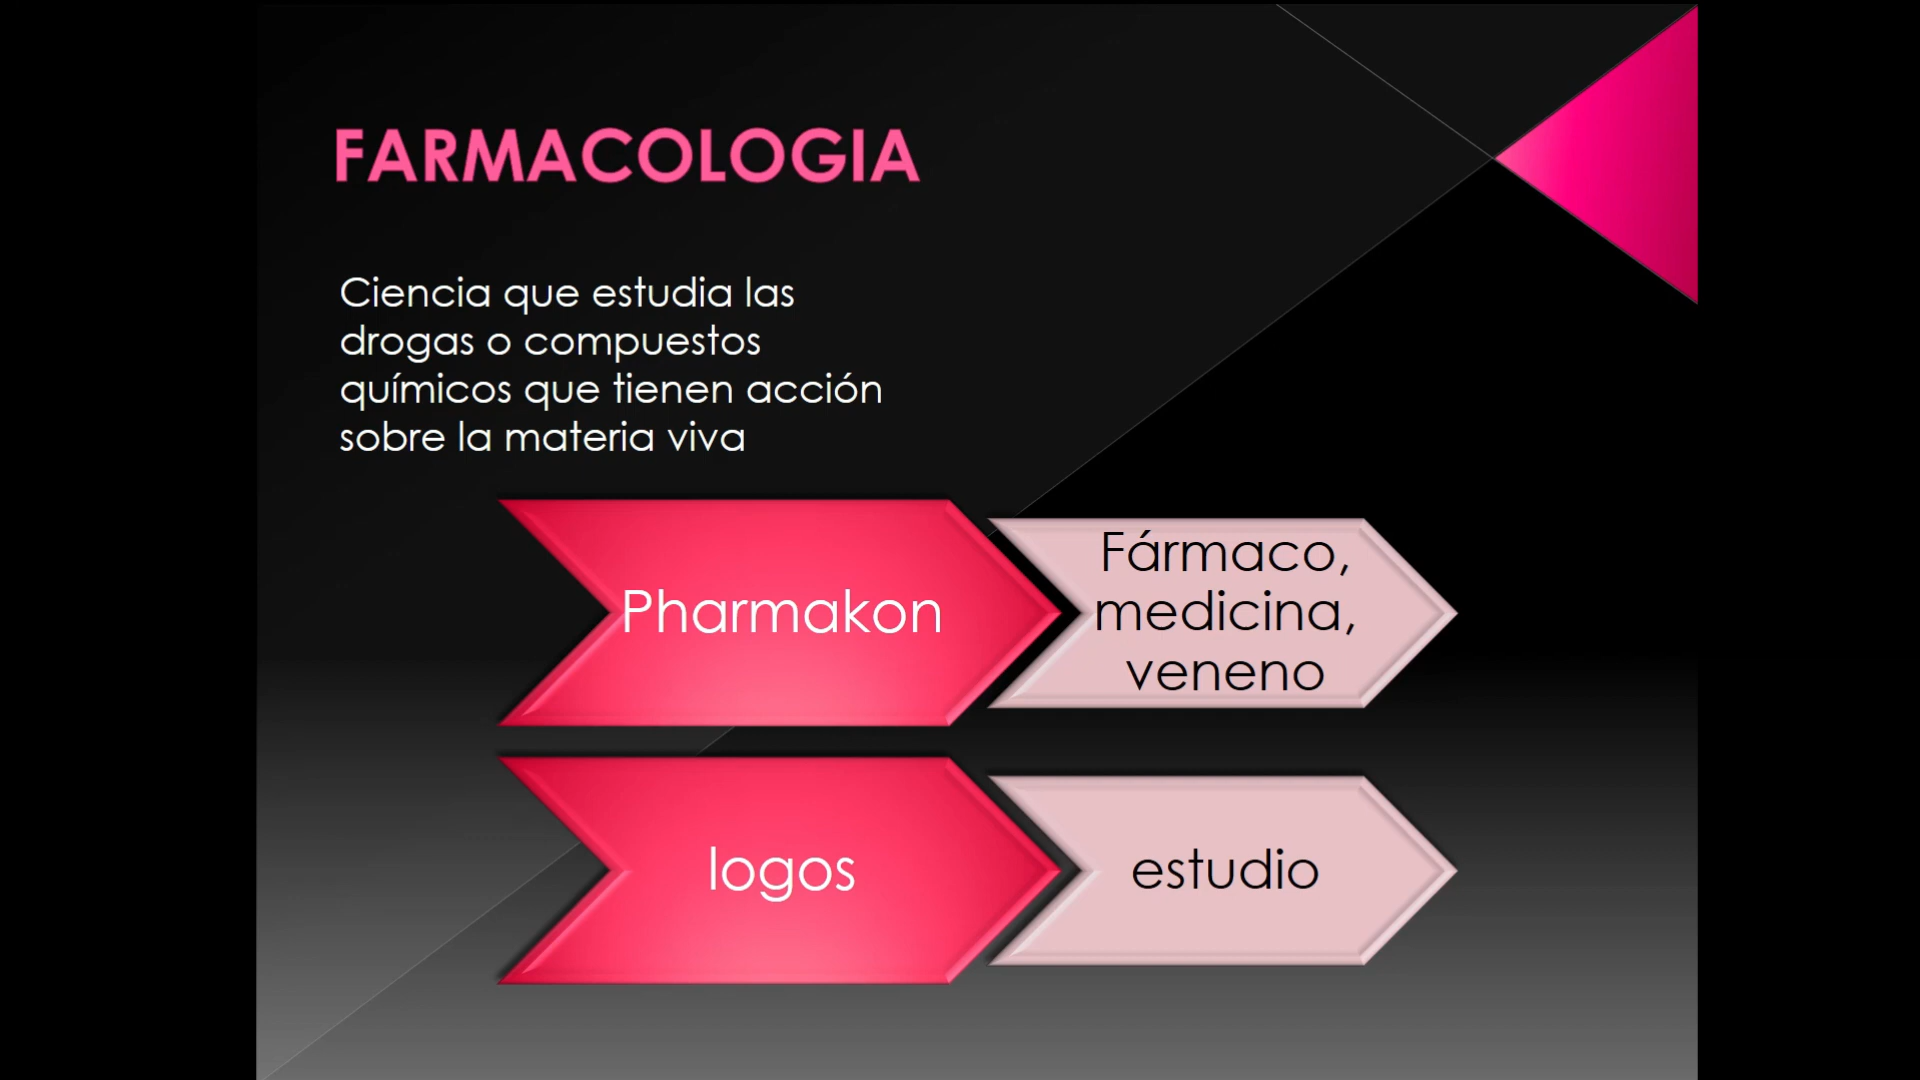 FARMACOLOGIA
Ciencia que estudia las
drogas o compuestos
químicos que tienen acción
sobre la materia viva
Pharmakon
Fármaco,
medicina,
veneno
logos
estudio